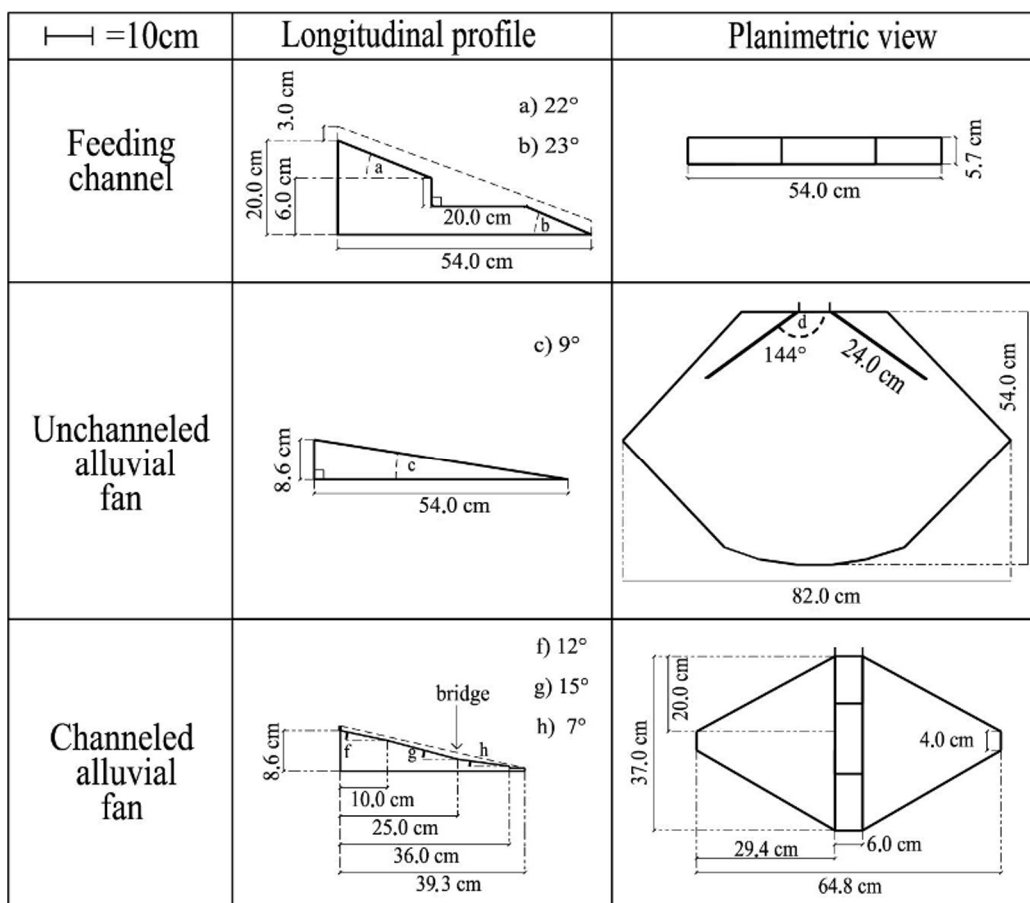 =10cm
Longitudinal profile
Planimetric view
Feeding
channel
3.0 cm
20.0 cm
6.0 cm
a
20.0 cm
b
54.0 cm
a) 22°
b) 23°
5.7 cm
54.0 cm
Unchanneled
alluvial
fan
c) 9°
8.6 cm
c
54.0 cm
d
144°
24.0 cm
54.0 cm
82.0 cm
Channeled
alluvial
fan
f) 12°
g) 15°
h) 7°
bridge
8.6 cm
f
g
h
10.0 cm
25.0 cm
36.0 cm
39.3 cm
37.0 cm
20.0 cm
4.0 cm
29.4 cm
6.0 cm
64.8 cm